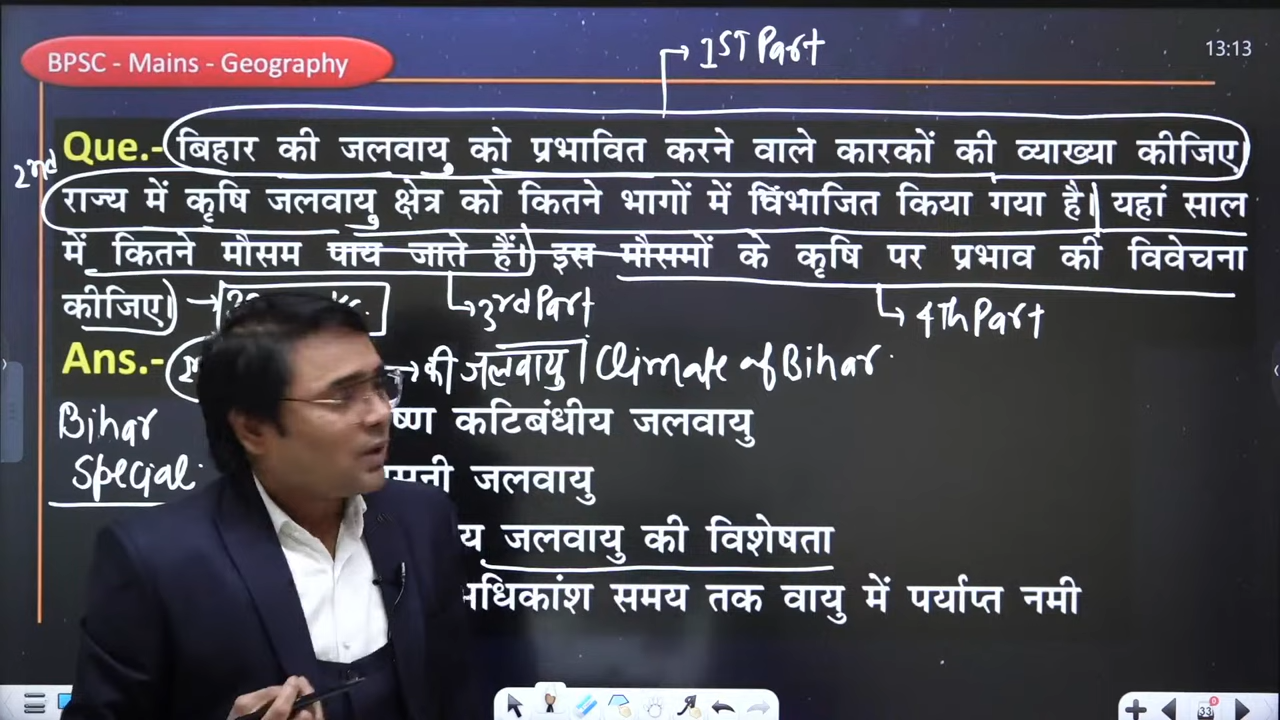 1ST Part
13:13
BPSC - Mains - Geography
Que.- बिहार की जलवायु को प्रभावित करने वाले कारकों की व्याख्या कीजिए
2nd
राज्य में कृषि जलवायु क्षेत्र को कितने भागों में विभाजित किया गया है। यहां साल
में कितने मौसम पाय जाते हैं। इस मौसमों के कृषि पर प्रभाव की विवेचना
कीजिए।
3rd Part
4Th Part
Ans.- की जलवायु / Climate of Bihar
Bihar
Special
कटिबंधीय जलवायु
जलवायु
जलवायु की विशेषता
समय तक वायु में पर्याप्त नमी
33